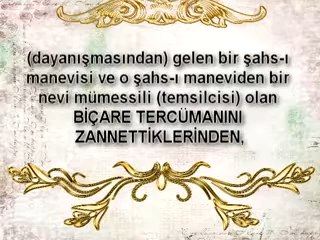 (dayanışmasından) gelen bir şahs-ı
manevisi ve o şahs-ı maneviden bir
nevi mümessili (temsilcisi) olan
BİÇARE TERCÜMANINI
ZANNETTİKLERİNDEN,